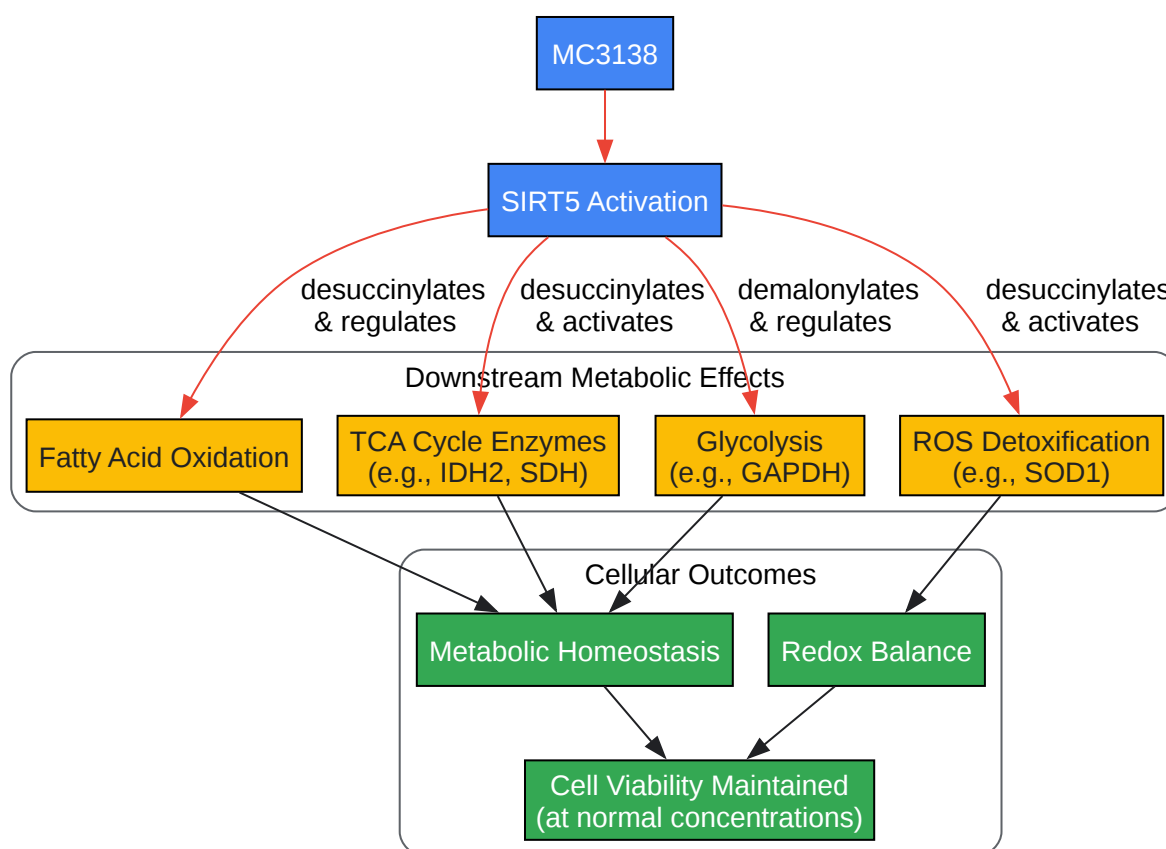 MC3138
SIRT5 Activation
desuccinylates
& regulates
desuccinylates
& activates
demalonylates
& regulates
desuccinylates
& activates
Downstream Metabolic Effects
Fatty Acid Oxidation
TCA Cycle Enzymes
(e.g., IDH2, SDH)
Glycolysis
(e.g., GAPDH)
ROS Detoxification
(e.g., SOD1)
Cellular Outcomes
Metabolic Homeostasis
Redox Balance
Cell Viability Maintained
(at normal concentrations)